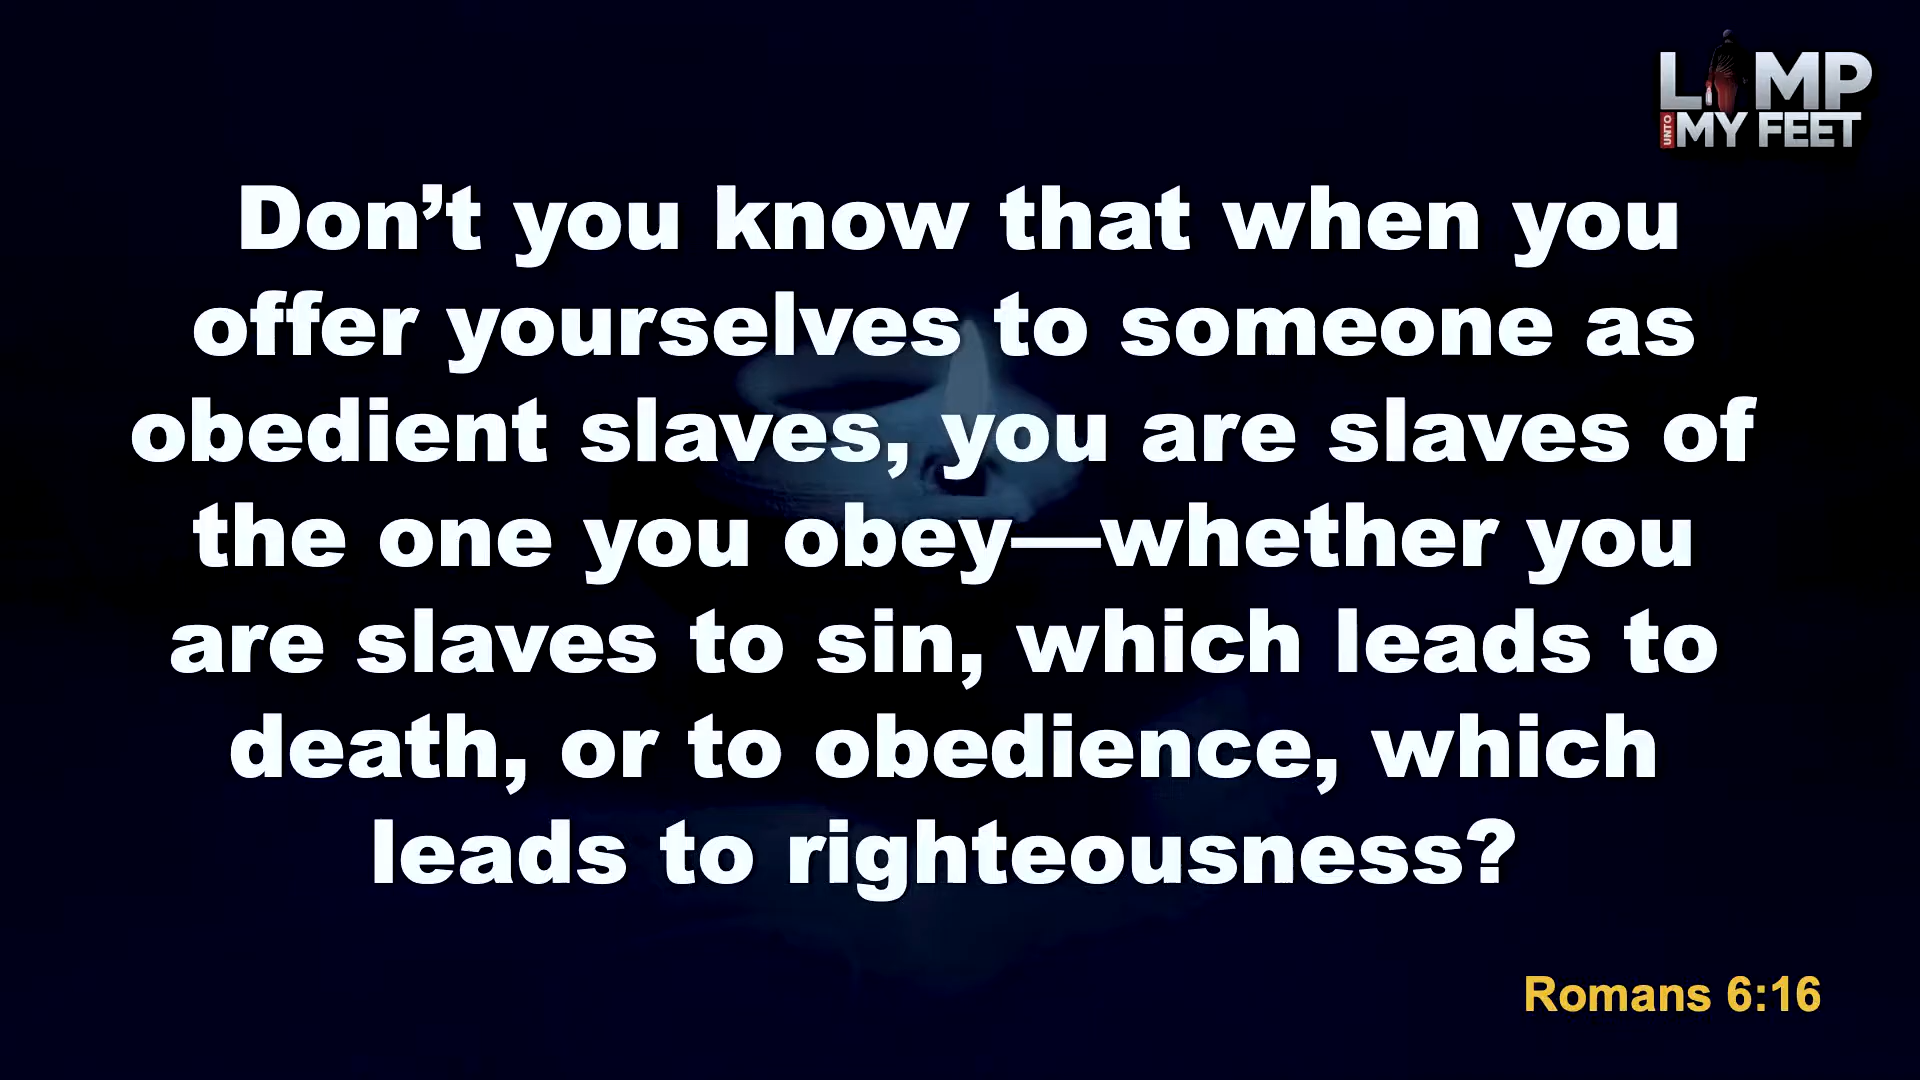 LAMP
UNTO MY FEET
Don’t you know that when you
offer yourselves to someone as
obedient slaves, you are slaves of
the one you obey—whether you
are slaves to sin, which leads to
death, or to obedience, which
leads to righteousness?
Romans 6:16